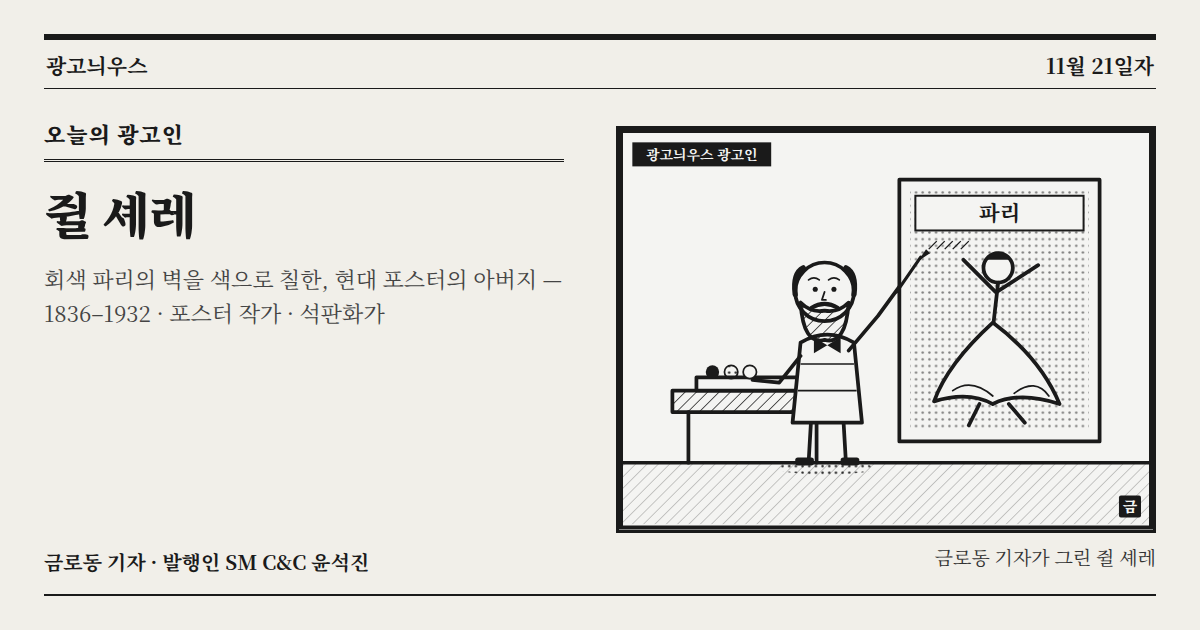 광고늬우스
11월 21일자
오늘의 광고인
쥘 셰레
회색 파리의 벽을 색으로 칠한, 현대 포스터의 아버지 —
1836–1932 · 포스터 작가 · 석판화가
광고늬우스 광고인
파리
금
금로동 기자 · 발행인 SM C&C 윤석진
금로동 기자가 그린 쥘 셰레